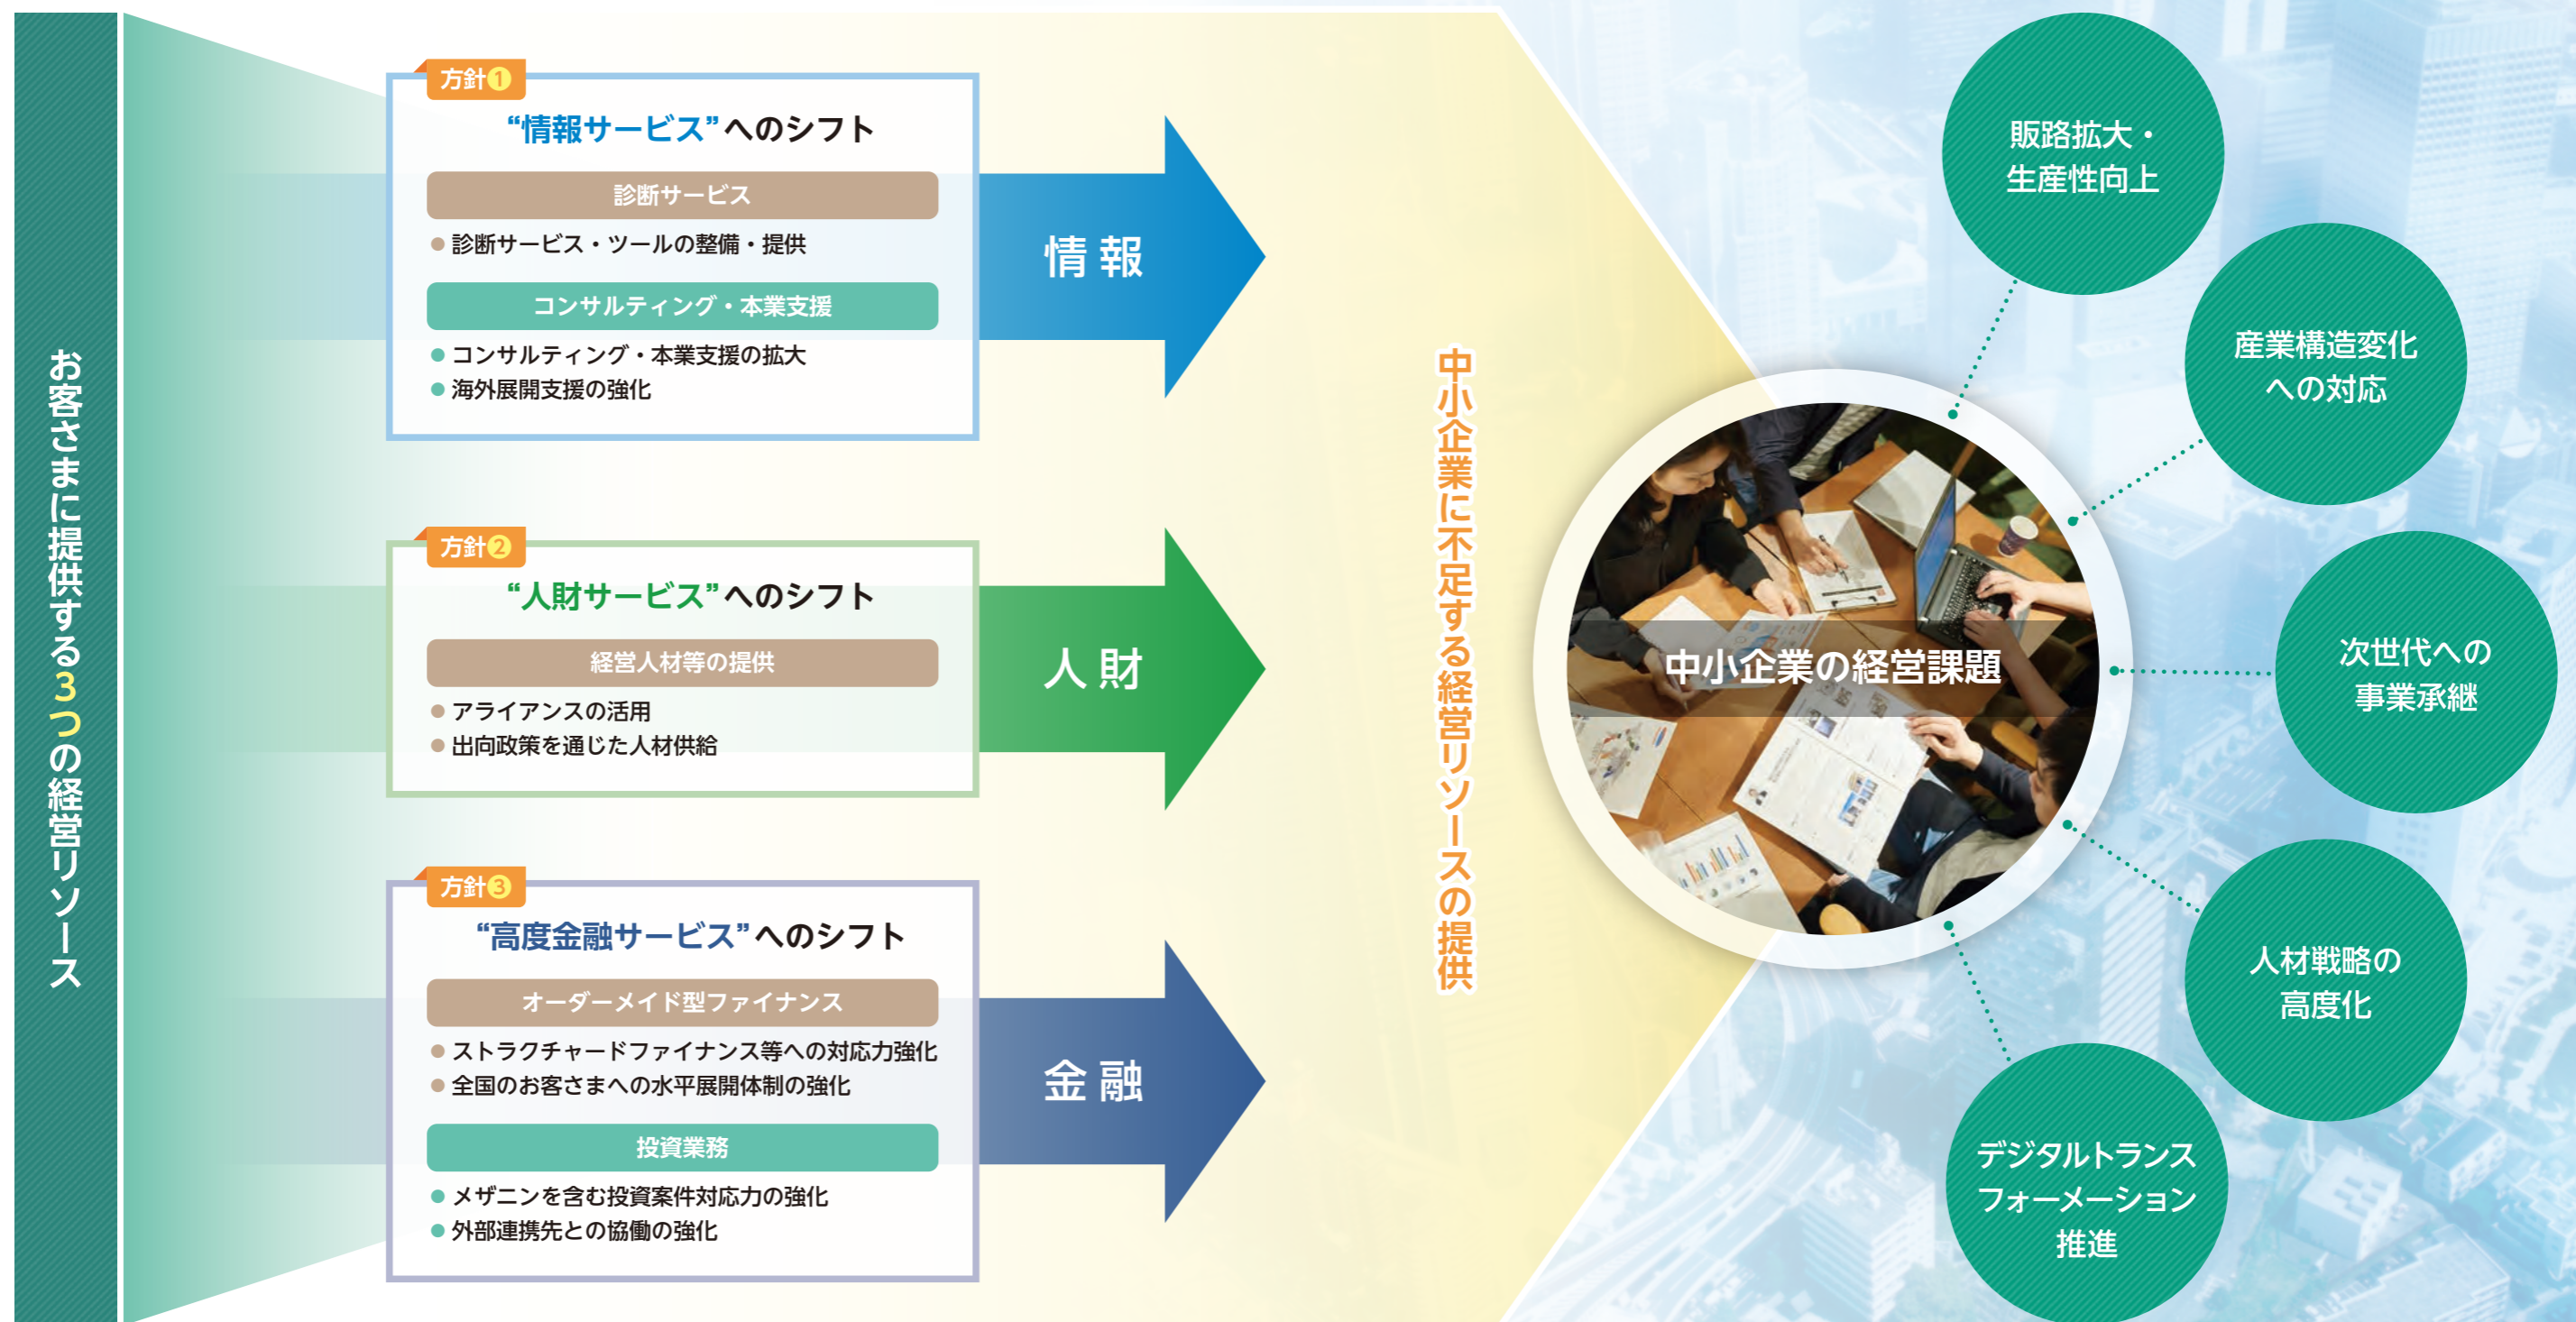 お客さまに提供する3つの経営リソース
方針1
“情報サービス”へのシフト
診断サービス
診断サービス・ツールの整備・提供
コンサルティング・本業支援
コンサルティング・本業支援の拡大
海外展開支援の強化
情報
方針2
“人財サービス”へのシフト
経営人材等の提供
アライアンスの活用
出向政策を通じた人材供給
人財
方針3
“高度金融サービス”へのシフト
オーダーメイド型ファイナンス
ストラクチャードファイナンス等への対応力強化
全国のお客さまへの水平展開体制の強化
投資業務
メザニンを含む投資案件対応力の強化
外部連携先との協働の強化
金融
中小企業に不足する経営リソースの提供
中小企業の経営課題
販路拡大・
生産性向上
産業構造変化
への対応
次世代への
事業承継
人材戦略の
高度化
デジタルトランス
フォーメーション
推進